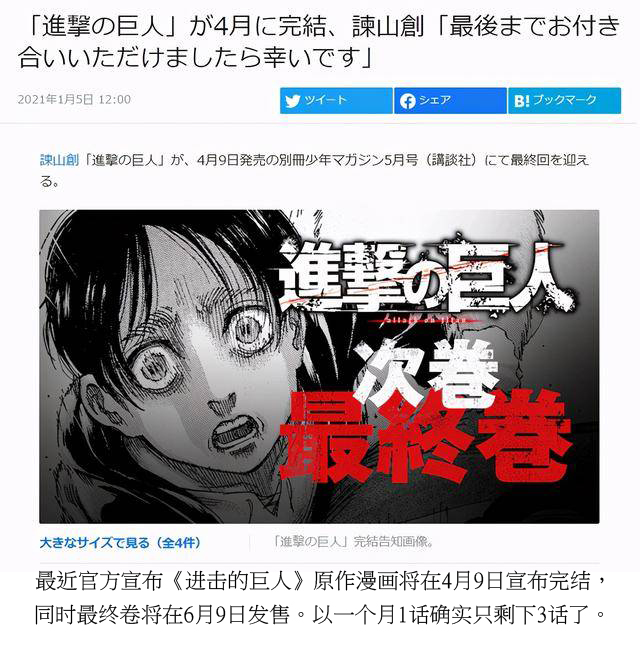 「進撃の巨人」が4月に完結、諫山創「最後までお付き
合いいただけましたら幸いです」
2021年1月5日 12:00
ツイート
シェア
B! ブックマーク
諫山創「進撃の巨人」が、4月9日発売の別冊少年マガジン5月号（講談社）にて最終回を迎え
る。
進撃の巨人
attack on titan
次巻
最終巻
大きなサイズで見る（全4件）
「進撃の巨人」完結告知画像。
最近官方宣布《进击的巨人》原作漫画将在4月9日宣布完结，
同时最终卷将在6月9日发售。以一个月1话确实只剩下3话了。